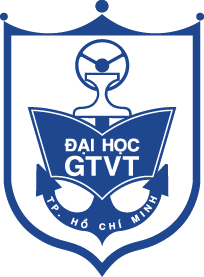 ĐẠI HỌC
GTVT
TP. HỒ CHÍ MINH